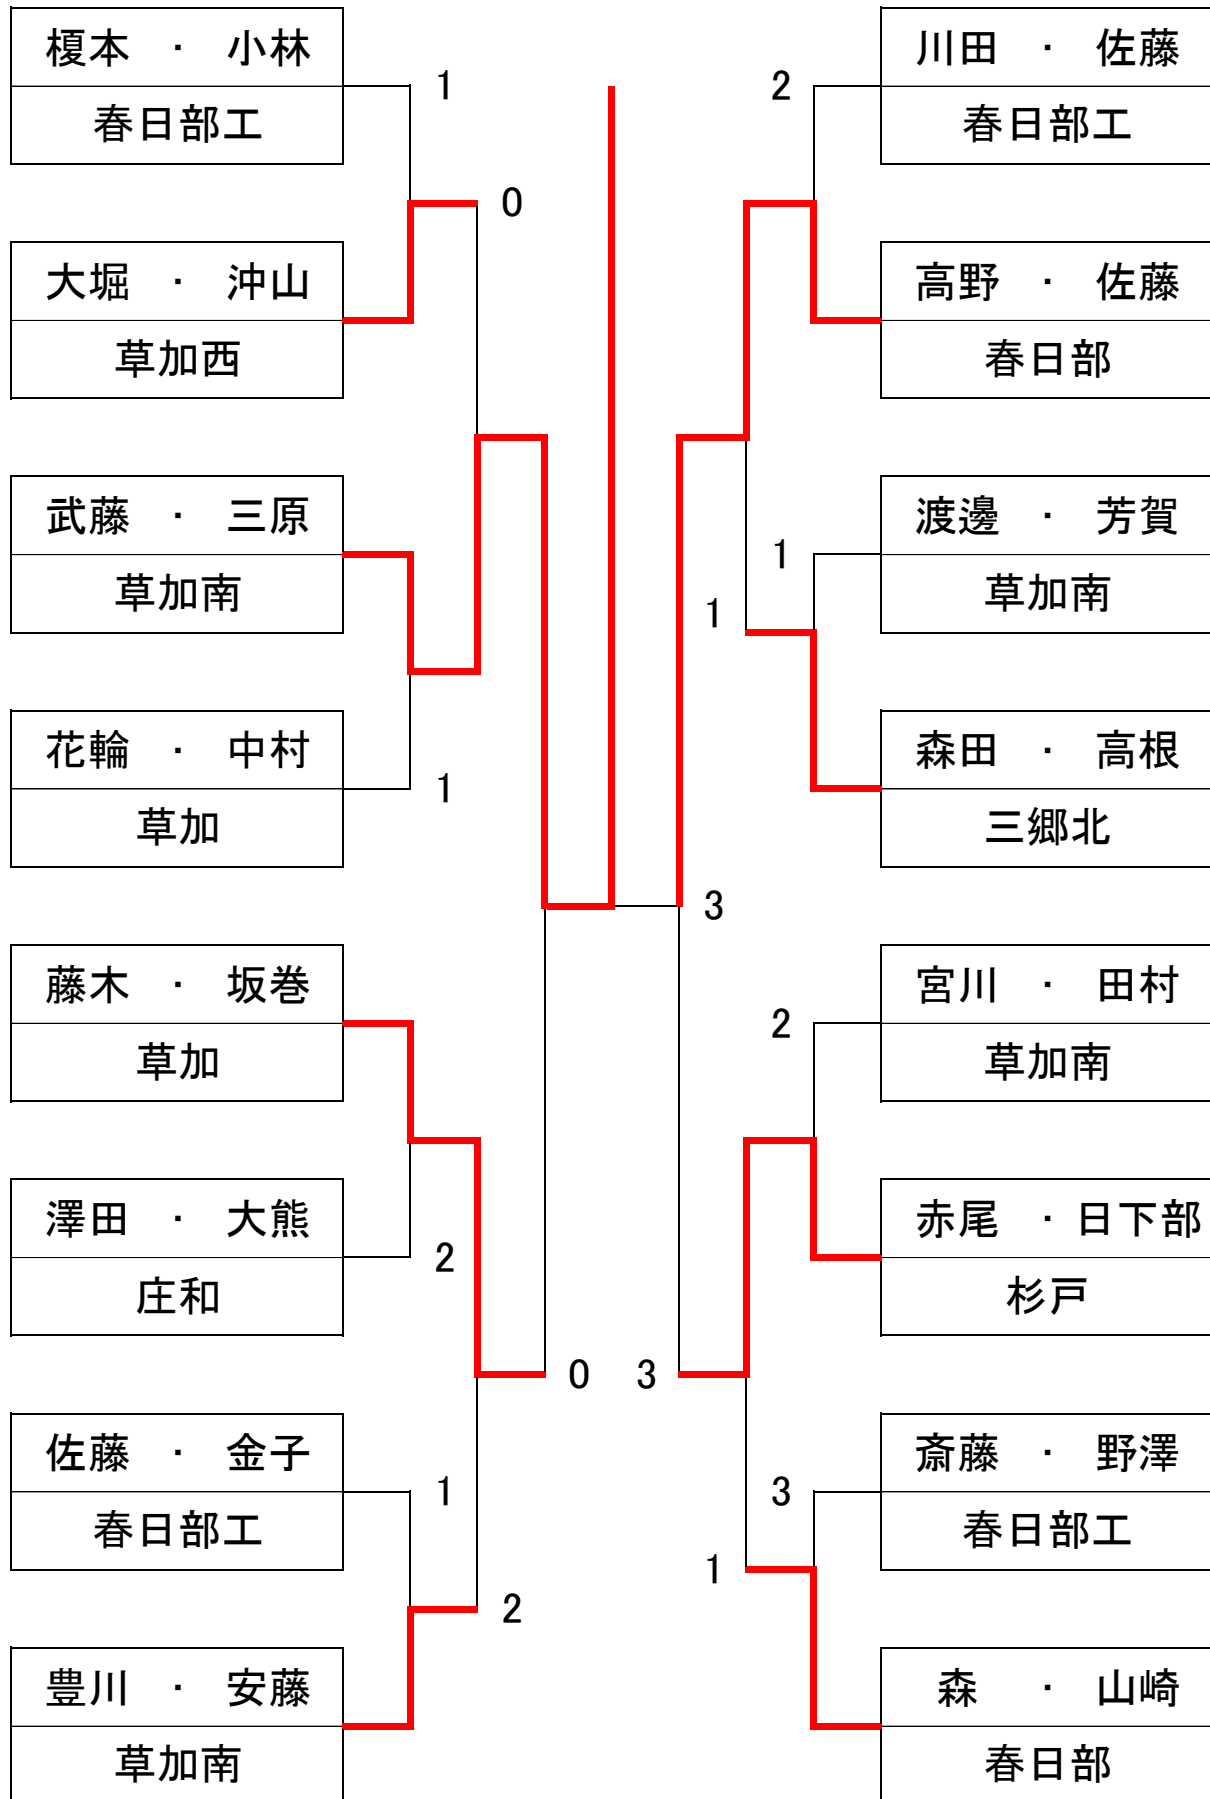 榎本 ・ 小林
春日部工
1
0
大堀 ・ 沖山
草加西
武藤 ・ 三原
草加南
花輪 ・ 中村
草加
1
藤木 ・ 坂巻
草加
澤田 ・ 大熊
庄和
2
0
佐藤 ・ 金子
春日部工
1
2
豊川 ・ 安藤
草加南
川田 ・ 佐藤
春日部工
2
高野 ・ 佐藤
春日部
渡邊 ・ 芳賀
草加南
1
1
森田 ・ 高根
三郷北
3
宮川 ・ 田村
草加南
2
赤尾 ・ 日下部
杉戸
3
斎藤 ・ 野澤
春日部工
3
1
森 ・ 山崎
春日部